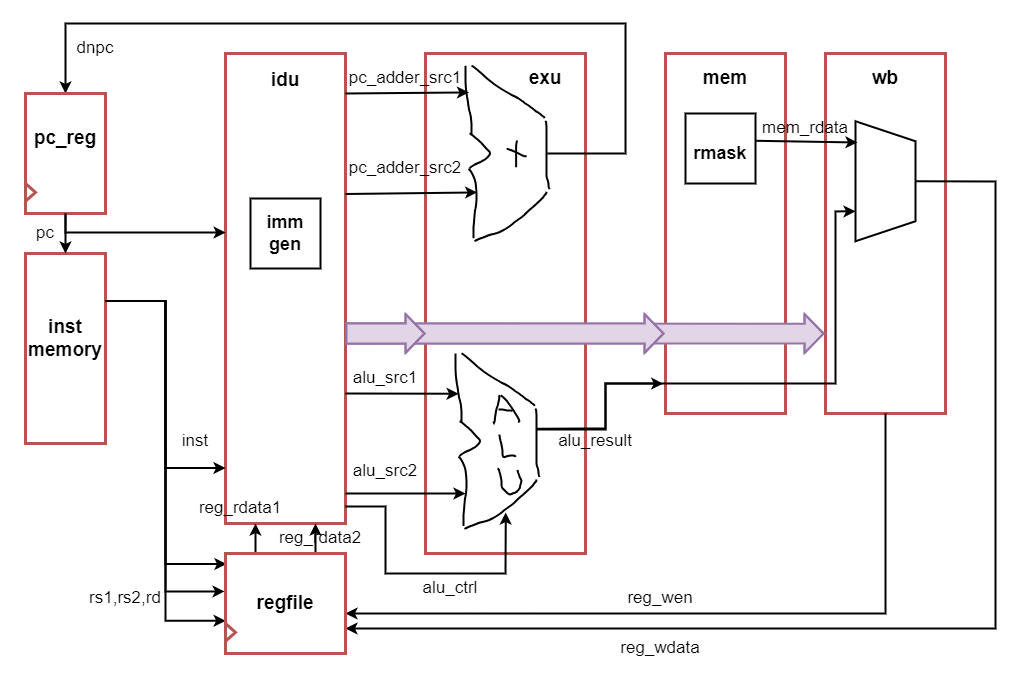 dnpc
pc_reg
pc
inst
memory
idu
imm
gen
pc_adder_src1
pc_adder_src2
exu
+
mem
rmask
mem_rdata
wb
alu_src1
alu_src2
ALU
alu_result
inst
reg_rdata1
reg_rdata2
alu_ctrl
rs1,rs2,rd
regfile
reg_wen
reg_wdata